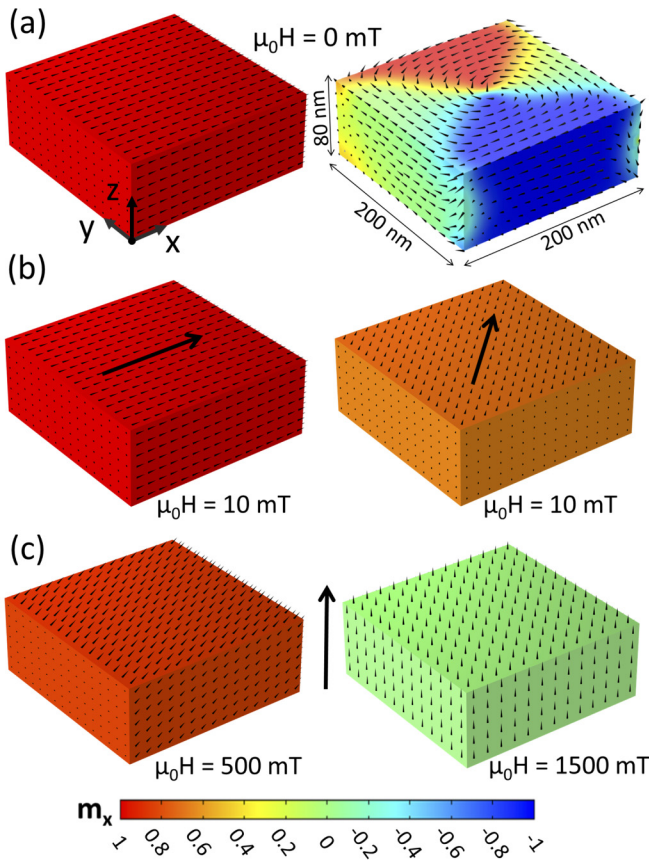 (a)
μ₀H = 0 mT
80 nm
200 nm
200 nm
z
y
x
(b)
μ₀H = 10 mT
μ₀H = 10 mT
(c)
μ₀H = 500 mT
μ₀H = 1500 mT
mₓ
1 0.8 0.6 0.4 0.2 0 -0.2 -0.4 -0.6 -0.8 -1